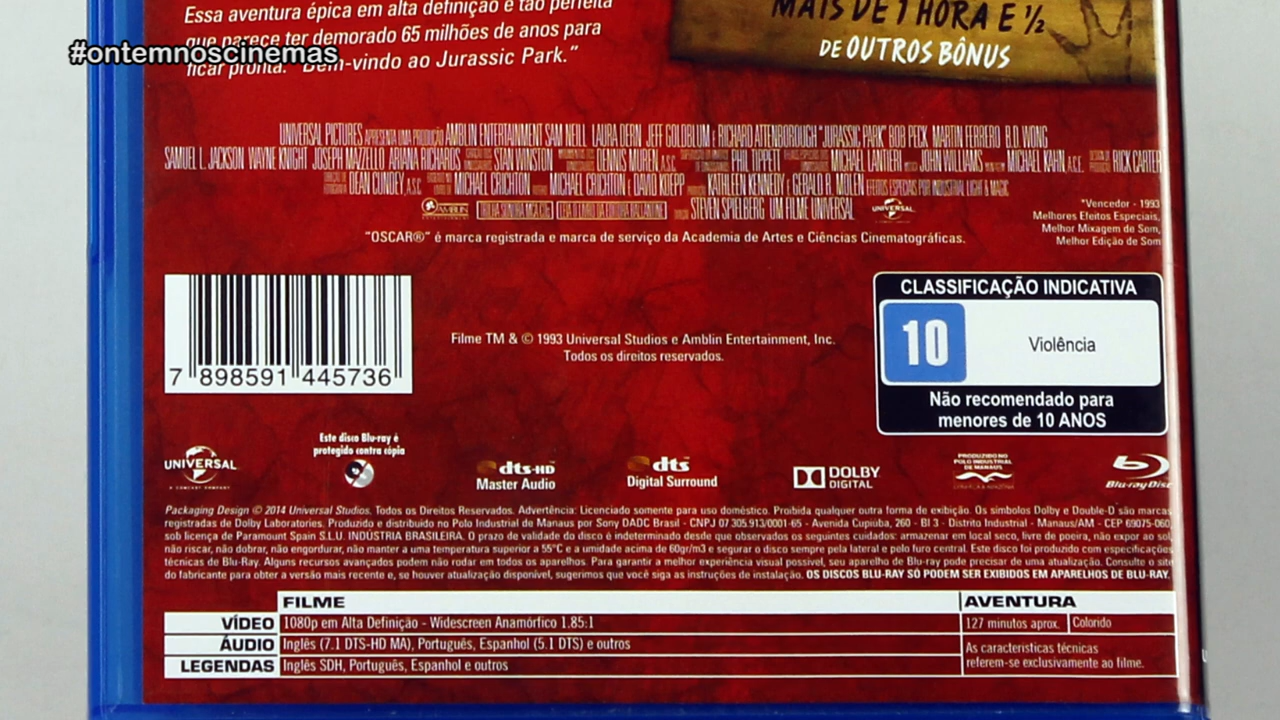 Essa aventura épica em alta definição é tão perfeita
que parece ter demorado 65 milhões de anos para
ficar pronta. "Bem-vindo ao Jurassic Park."
#ontemnoscinemas
MAIS DE 1 HORA E 1/2
DE OUTROS BÔNUS
UNIVERSAL PICTURES APRESENTA UMA PRODUÇÃO AMBLIN ENTERTAINMENT SAM NEILL LAURA DERN JEFF GOLDBLUM E RICHARD ATTENBOROUGH "JURASSIC PARK" BOB PECK MARTIN FERRERO B.D. WONG
SAMUEL L. JACKSON WAYNE KNIGHT JOSEPH MAZZELLO ARIANA RICHARDS STAN WINSTON DENNIS MUREN, A.S.C. PHIL TIPPETT MICHAEL LANTIERI JOHN WILLIAMS MICHAEL KAHN, A.C.E. RICK CARTER
DEAN CUNDEY, A.S.C. MICHAEL CRICHTON MICHAEL CRICHTON E DAVID KOEPP KATHLEEN KENNEDY E GERALD R. MOLEN EFEITOS ESPECIAIS POR INDUSTRIAL LIGHT & MAGIC
AMBLIN STEVEN SPIELBERG UM FILME UNIVERSAL UNIVERSAL
*Vencedor - 1993
Melhores Efeitos Especiais,
Melhor Mixagem de Som,
Melhor Edição de Som
"OSCAR®" é marca registrada e marca de serviço da Academia de Artes e Ciências Cinematográficas.
7 898591 445736
Filme TM & © 1993 Universal Studios e Amblin Entertainment, Inc.
Todos os direitos reservados.
CLASSIFICAÇÃO INDICATIVA
10 Violência
Não recomendado para
menores de 10 ANOS
UNIVERSAL
A COMCAST COMPANY
Este disco Blu-ray é
protegido contra cópia
dts-HD
Master Audio
dts
Digital Surround
DOLBY
DIGITAL
PRODUZIDO NO
POLO INDUSTRIAL
DE MANAUS
CONHEÇA A AMAZÔNIA
Blu-ray Disc
Packaging Design © 2014 Universal Studios. Todos os Direitos Reservados. Advertência: Licenciado somente para uso doméstico. Proibida qualquer outra forma de exibição. Os símbolos Dolby e Double-D são marcas
registradas de Dolby Laboratories. Produzido e distribuído no Polo Industrial de Manaus por Sony DADC Brasil - CNPJ 07.305.913/0001-65 - Avenida Cupiúba, 260 - Bl 3 - Distrito Industrial - Manaus/AM - CEP 69075-060,
sob licença de Paramount Spain S.L.U. INDÚSTRIA BRASILEIRA. O prazo de validade do disco é indeterminado desde que observados os seguintes cuidados: armazenar em local seco, livre de poeira, não expor ao sol,
não riscar, não dobrar, não engordurar, não manter a uma temperatura superior a 55°C e a umidade acima de 60gr/m3 e segurar o disco sempre pela lateral e pelo furo central. Este disco foi produzido com especificações
técnicas de Blu-Ray. Alguns recursos avançados podem não rodar em todos os aparelhos. Para garantir a melhor experiência visual possível, seu aparelho de Blu-ray pode precisar de uma atualização. Consulte o site
do fabricante para obter a versão mais recente e, se houver atualização disponível, sugerimos que você siga as instruções de instalação. OS DISCOS BLU-RAY SÓ PODEM SER EXIBIDOS EM APARELHOS DE BLU-RAY.
FILME AVENTURA
VÍDEO 1080p em Alta Definição - Widescreen Anamórfico 1.85:1 127 minutos aprox. Colorido
ÁUDIO Inglês (7.1 DTS-HD MA), Português, Espanhol (5.1 DTS) e outros
LEGENDAS Inglês SDH, Português, Espanhol e outros
As características técnicas
referem-se exclusivamente ao filme.